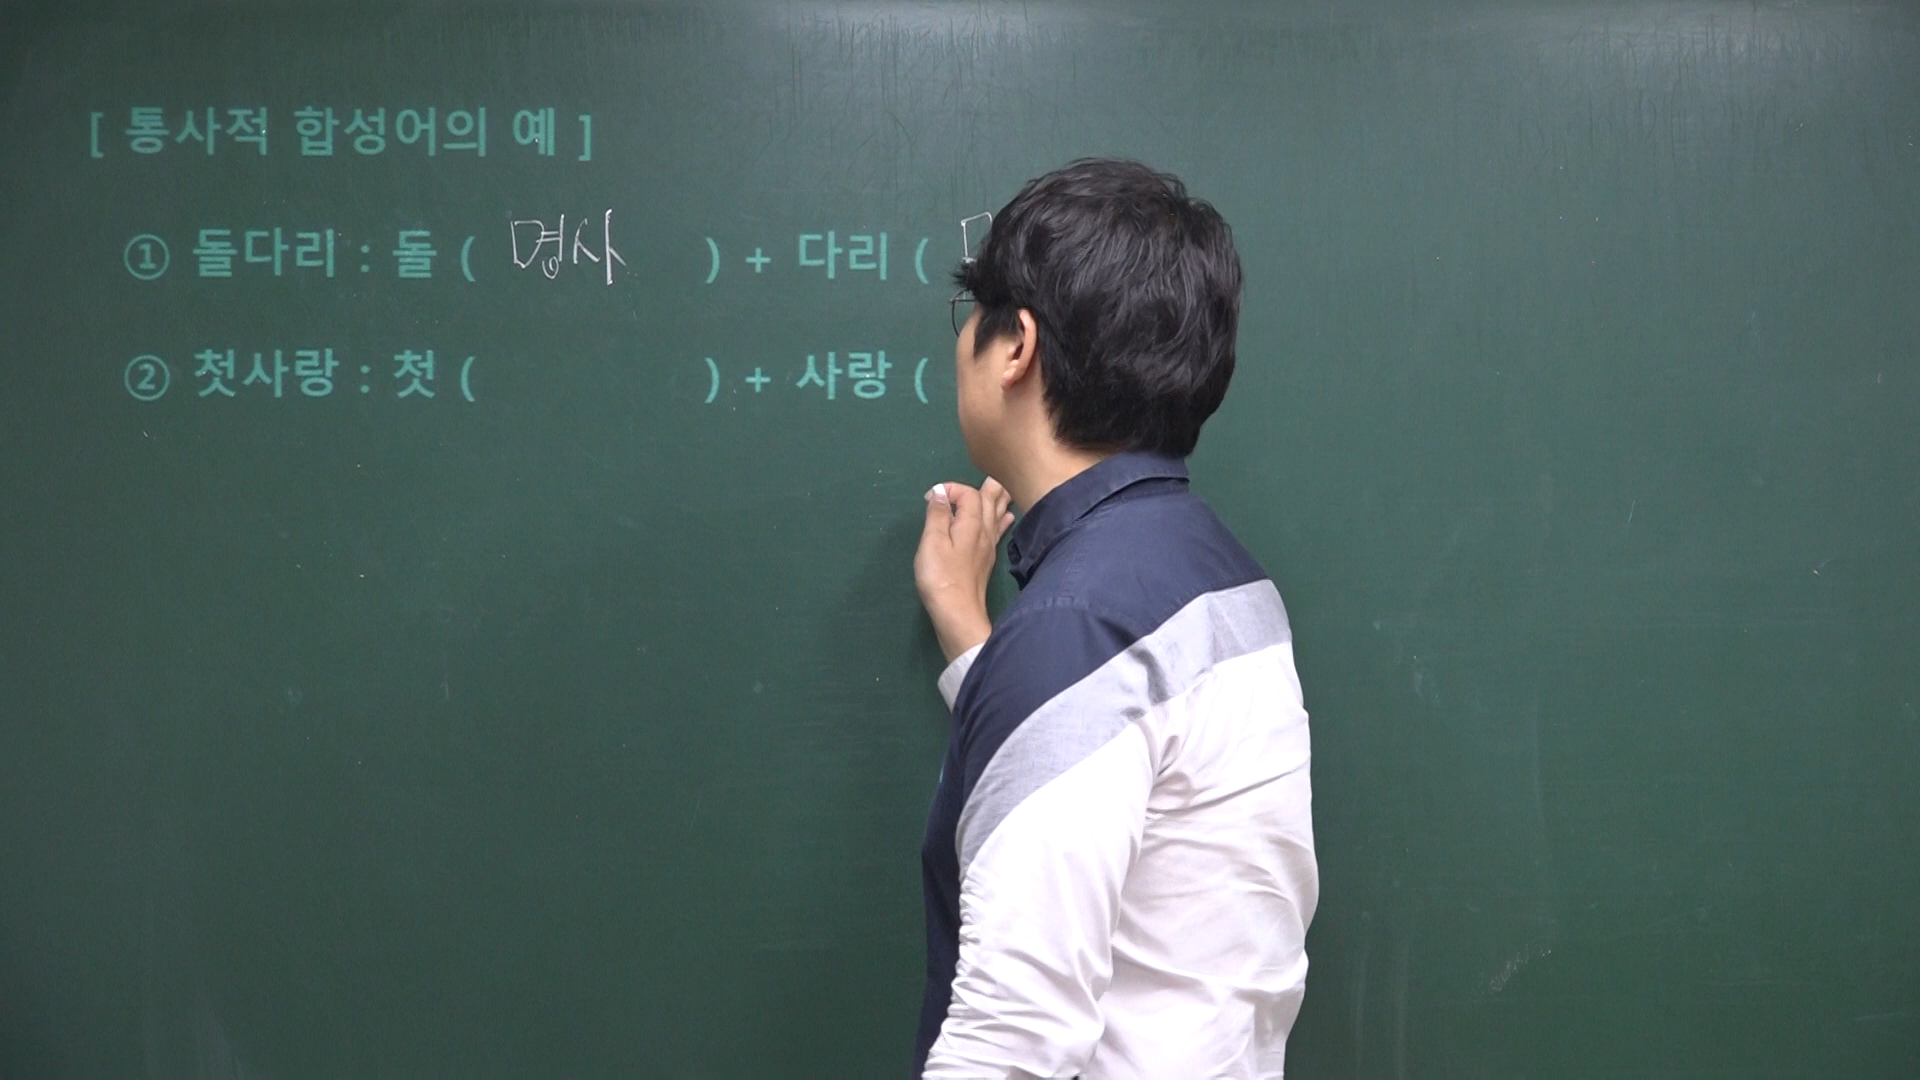 [ 통사적 합성어의 예 ]
① 돌다리 : 돌 ( 명사 ) + 다리 (
② 첫사랑 : 첫 ( ) + 사랑 (